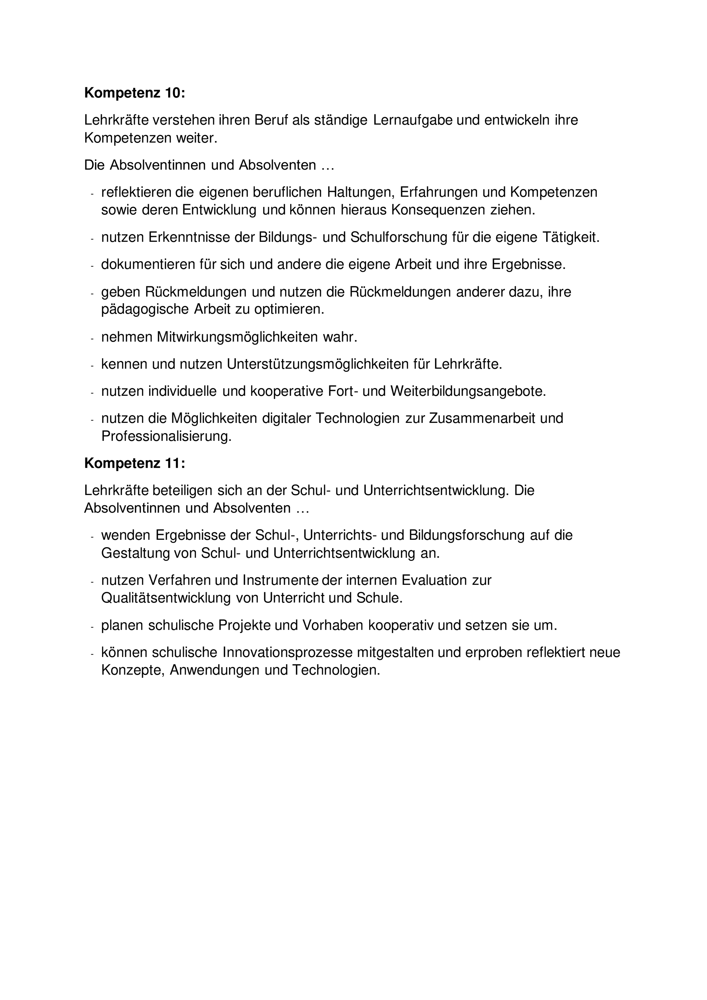 Kompetenz 10:
Lehrkräfte verstehen ihren Beruf als ständige Lernaufgabe und entwickeln ihre
Kompetenzen weiter.
Die Absolventinnen und Absolventen …
- reflektieren die eigenen beruflichen Haltungen, Erfahrungen und Kompetenzen
sowie deren Entwicklung und können hieraus Konsequenzen ziehen.
- nutzen Erkenntnisse der Bildungs- und Schulforschung für die eigene Tätigkeit.
- dokumentieren für sich und andere die eigene Arbeit und ihre Ergebnisse.
- geben Rückmeldungen und nutzen die Rückmeldungen anderer dazu, ihre
pädagogische Arbeit zu optimieren.
- nehmen Mitwirkungsmöglichkeiten wahr.
- kennen und nutzen Unterstützungsmöglichkeiten für Lehrkräfte.
- nutzen individuelle und kooperative Fort- und Weiterbildungsangebote.
- nutzen die Möglichkeiten digitaler Technologien zur Zusammenarbeit und
Professionalisierung.
Kompetenz 11:
Lehrkräfte beteiligen sich an der Schul- und Unterrichtsentwicklung. Die
Absolventinnen und Absolventen …
- wenden Ergebnisse der Schul-, Unterrichts- und Bildungsforschung auf die
Gestaltung von Schul- und Unterrichtsentwicklung an.
- nutzen Verfahren und Instrumente der internen Evaluation zur
Qualitätsentwicklung von Unterricht und Schule.
- planen schulische Projekte und Vorhaben kooperativ und setzen sie um.
- können schulische Innovationsprozesse mitgestalten und erproben reflektiert neue
Konzepte, Anwendungen und Technologien.